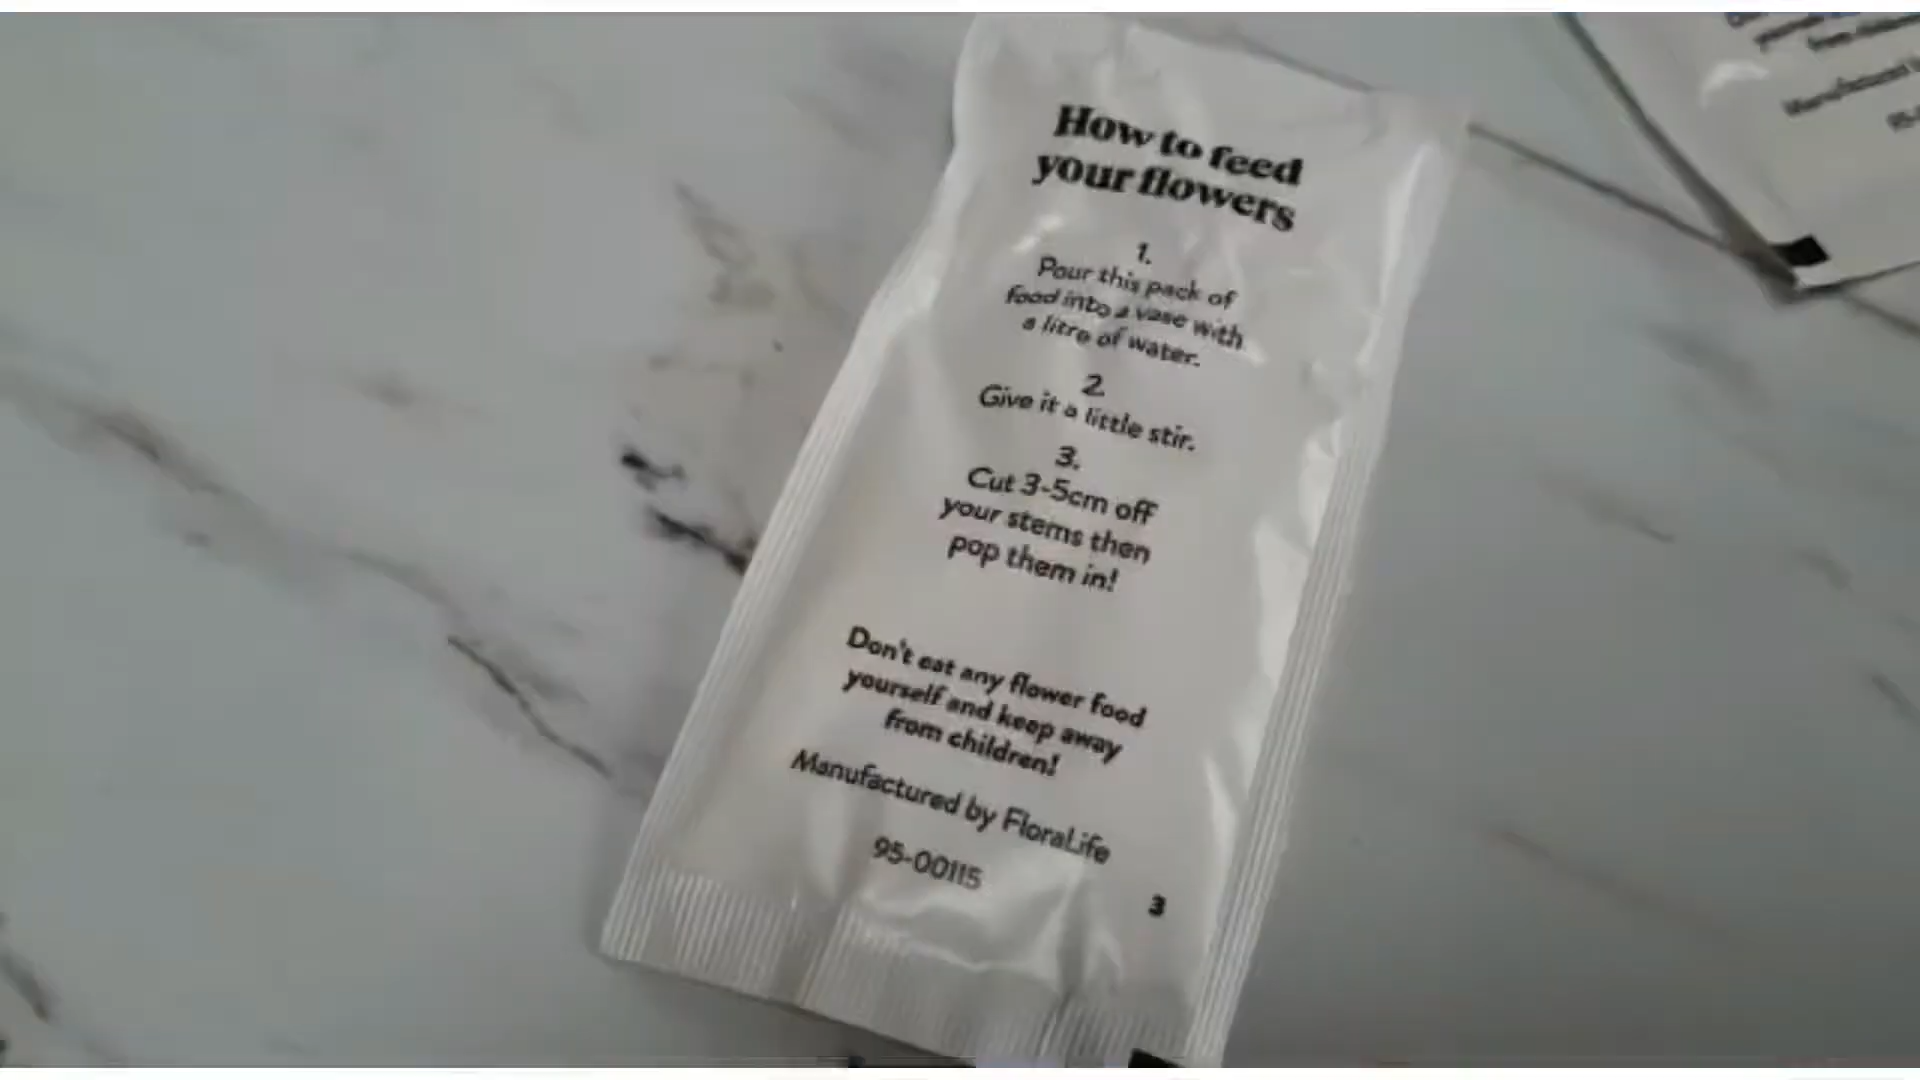 How to feed
your flowers
1.
Pour this pack of
food into a vase with
a litre of water.
2.
Give it a little stir.
3.
Cut 3-5cm off
your stems then
pop them in!
Don't eat any flower food
yourself and keep away
from children!
Manufactured by FloraLife
95-00115
3
Manufactured